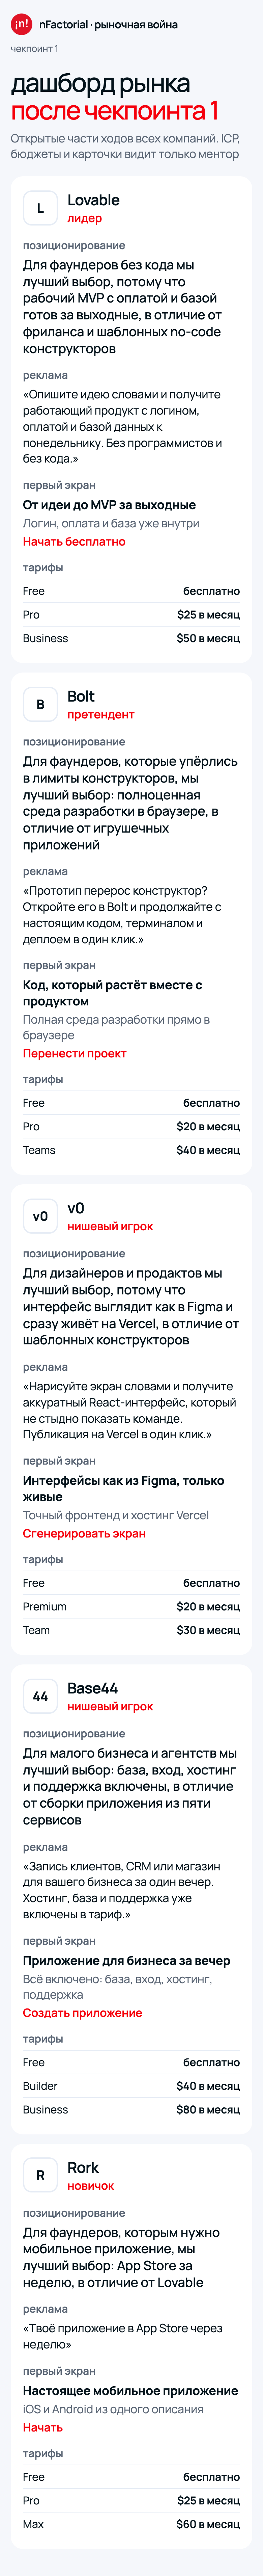 ¡n! nFactorial · рыночная война
чекпоинт 1
дашборд рынка
после чекпоинта 1
Открытые части ходов всех компаний. ICP,
бюджеты и карточки видит только ментор
L Lovable
лидер
позиционирование
Для фаундеров без кода мы
лучший выбор, потому что
рабочий MVP с оплатой и базой
готов за выходные, в отличие от
фриланса и шаблонных no-code
конструкторов
реклама
«Опишите идею словами и получите
работающий продукт с логином,
оплатой и базой данных к
понедельнику. Без программистов и
без кода.»
первый экран
От идеи до MVP за выходные
Логин, оплата и база уже внутри
Начать бесплатно
тарифы
Free бесплатно
Pro $25 в месяц
Business $50 в месяц
B Bolt
претендент
позиционирование
Для фаундеров, которые упёрлись
в лимиты конструкторов, мы
лучший выбор: полноценная
среда разработки в браузере, в
отличие от игрушечных
приложений
реклама
«Прототип перерос конструктор?
Откройте его в Bolt и продолжайте с
настоящим кодом, терминалом и
деплоем в один клик.»
первый экран
Код, который растёт вместе с
продуктом
Полная среда разработки прямо в
браузере
Перенести проект
тарифы
Free бесплатно
Pro $20 в месяц
Teams $40 в месяц
v0 v0
нишевый игрок
позиционирование
Для дизайнеров и продактов мы
лучший выбор, потому что
интерфейс выглядит как в Figma и
сразу живёт на Vercel, в отличие от
шаблонных конструкторов
реклама
«Нарисуйте экран словами и получите
аккуратный React-интерфейс, который
не стыдно показать команде.
Публикация на Vercel в один клик.»
первый экран
Интерфейсы как из Figma, только
живые
Точный фронтенд и хостинг Vercel
Сгенерировать экран
тарифы
Free бесплатно
Premium $20 в месяц
Team $30 в месяц
44 Base44
нишевый игрок
позиционирование
Для малого бизнеса и агентств мы
лучший выбор: база, вход, хостинг
и поддержка включены, в отличие
от сборки приложения из пяти
сервисов
реклама
«Запись клиентов, CRM или магазин
для вашего бизнеса за один вечер.
Хостинг, база и поддержка уже
включены в тариф.»
первый экран
Приложение для бизнеса за вечер
Всё включено: база, вход, хостинг,
поддержка
Создать приложение
тарифы
Free бесплатно
Builder $40 в месяц
Business $80 в месяц
R Rork
новичок
позиционирование
Для фаундеров, которым нужно
мобильное приложение, мы
лучший выбор: App Store за
неделю, в отличие от Lovable
реклама
«Твоё приложение в App Store через
неделю»
первый экран
Настоящее мобильное приложение
iOS и Android из одного описания
Начать
тарифы
Free бесплатно
Pro $25 в месяц
Max $60 в месяц